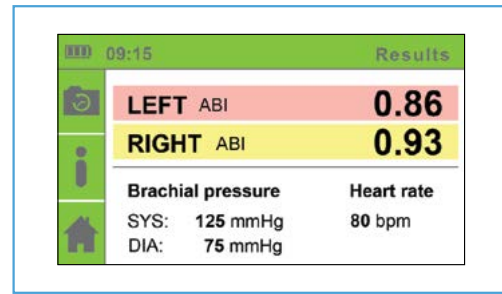 09:15 Results
LEFT ABI 0.86
RIGHT ABI 0.93
Brachial pressure Heart rate
SYS: 125 mmHg 80 bpm
DIA: 75 mmHg